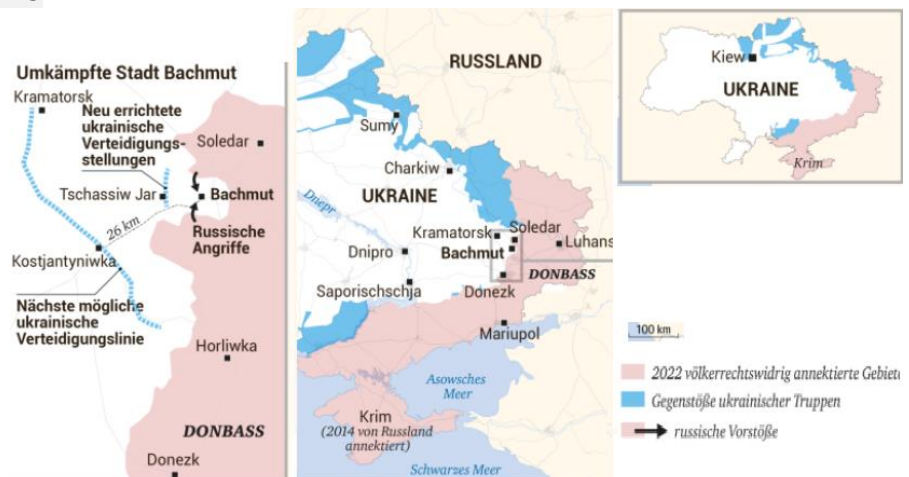 Umkämpfte Stadt Bachmut
Kramatorsk
Neu errichtete
ukrainische
Verteidigungs-
stellungen
Soledar
Tschassiw Jar
Bachmut
26 km
Russische
Angriffe
Kostjantyniwka
Nächste mögliche
ukrainische
Verteidigungslinie
Horliwka
DONBASS
Donezk
RUSSLAND
Sumy
Charkiw
UKRAINE
Dnepr
Kramatorsk
Soledar
Luhans
Bachmut
Dnipro
DONBASS
Saporischschja
Donezk
Mariupol
Asowsches
Meer
Krim
(2014 von Russland
annektiert)
Schwarzes Meer
Kiew
UKRAINE
Krim
100 km
2022 völkerrechtswidrig annektierte Gebiet
Gegenstöße ukrainischer Truppen
russische Vorstöße